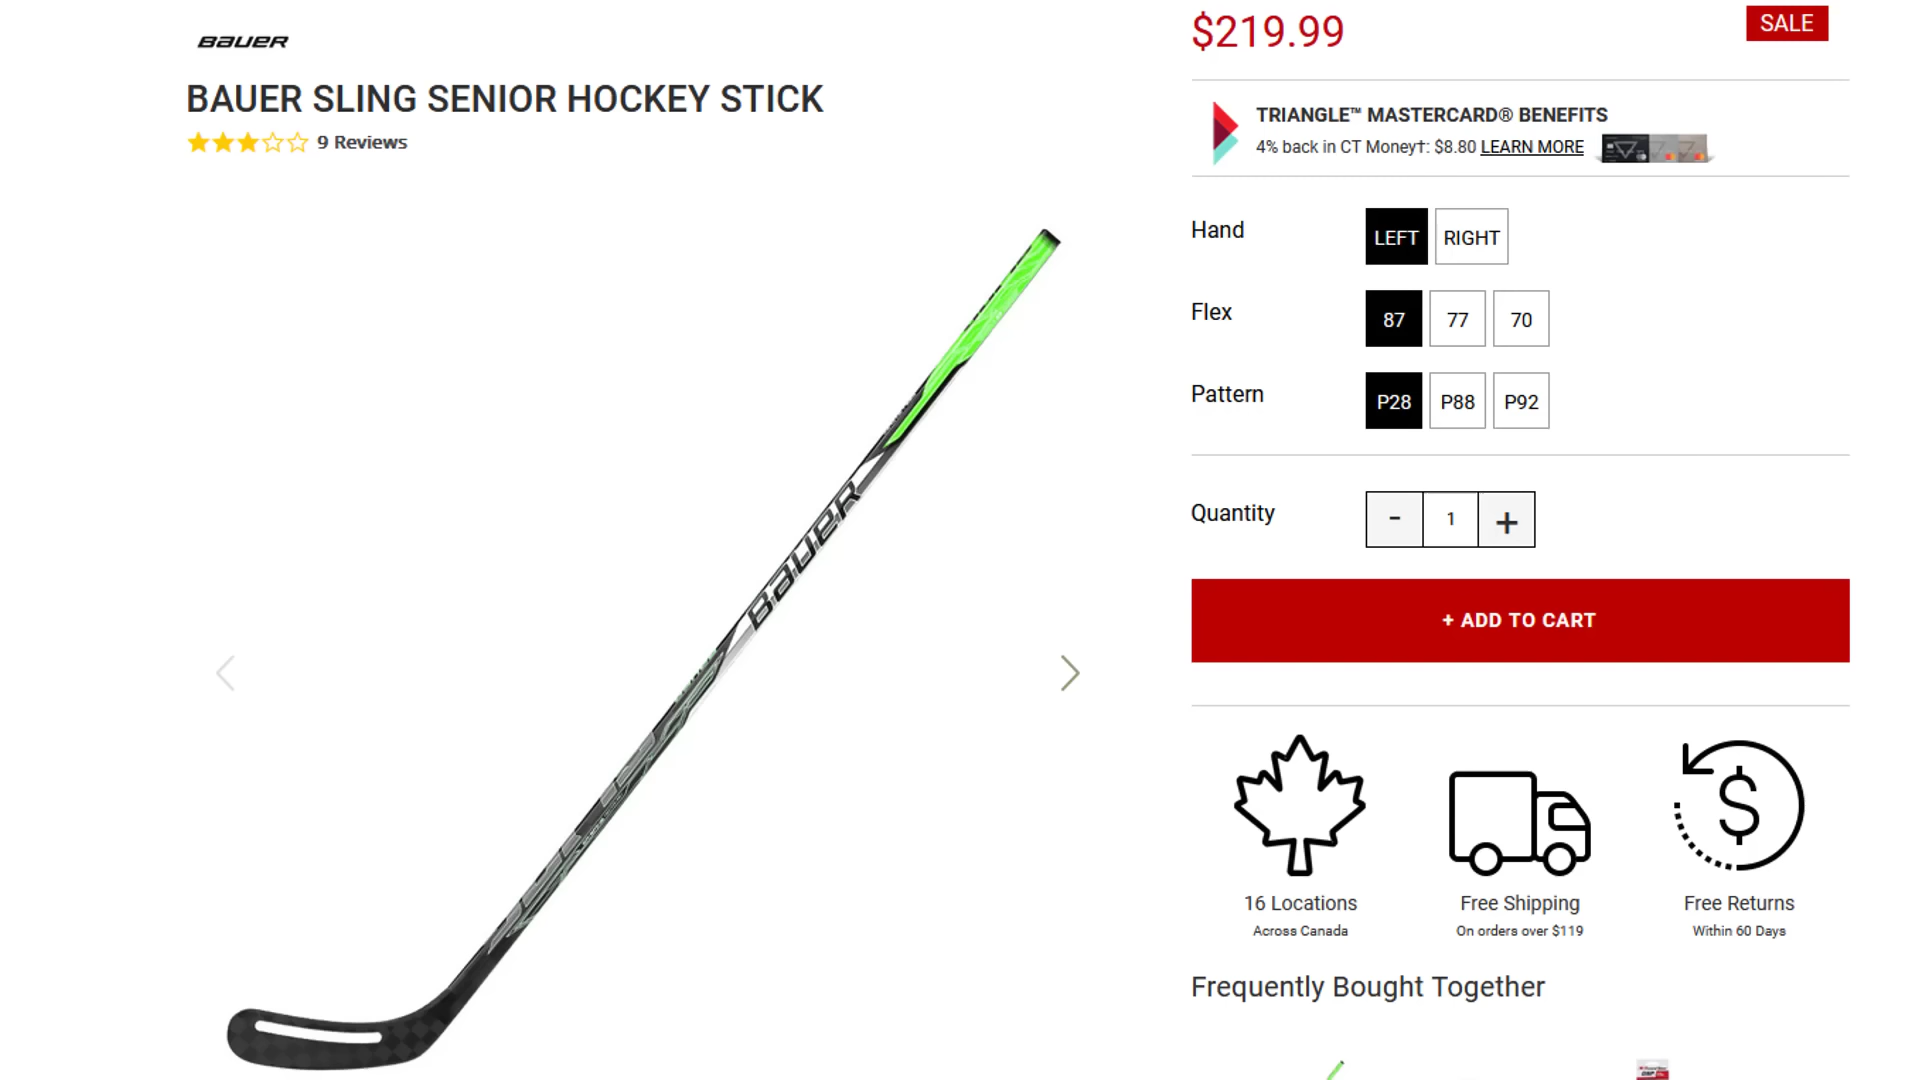 BAUER
BAUER SLING SENIOR HOCKEY STICK
9 Reviews
BAUER
$219.99
SALE
TRIANGLE™ MASTERCARD® BENEFITS
4% back in CT Money†: $8.80 LEARN MORE
Hand
LEFT
RIGHT
Flex
87
77
70
Pattern
P28
P88
P92
Quantity
-
1
+
+ ADD TO CART
$
16 Locations
Across Canada
Free Shipping
On orders over $119
Free Returns
Within 60 Days
Frequently Bought Together